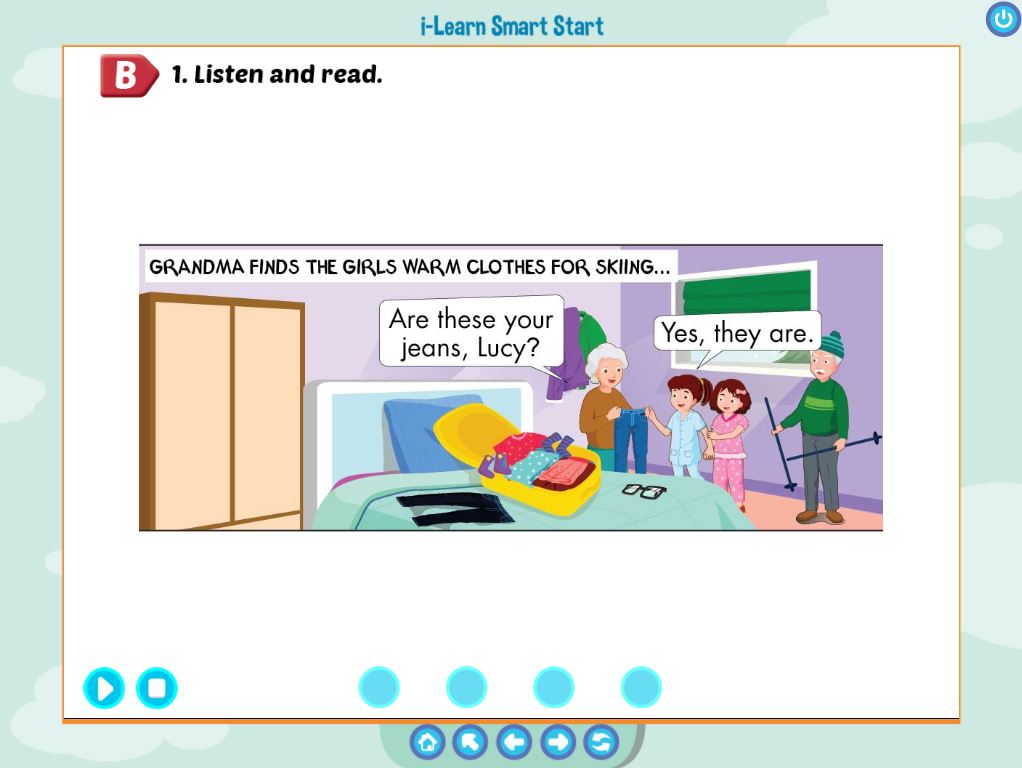 i-Learn Smart Start
B
1. Listen and read.
GRANDMA FINDS THE GIRLS WARM CLOTHES FOR SKIING...
Are these your
jeans, Lucy?
Yes, they are.